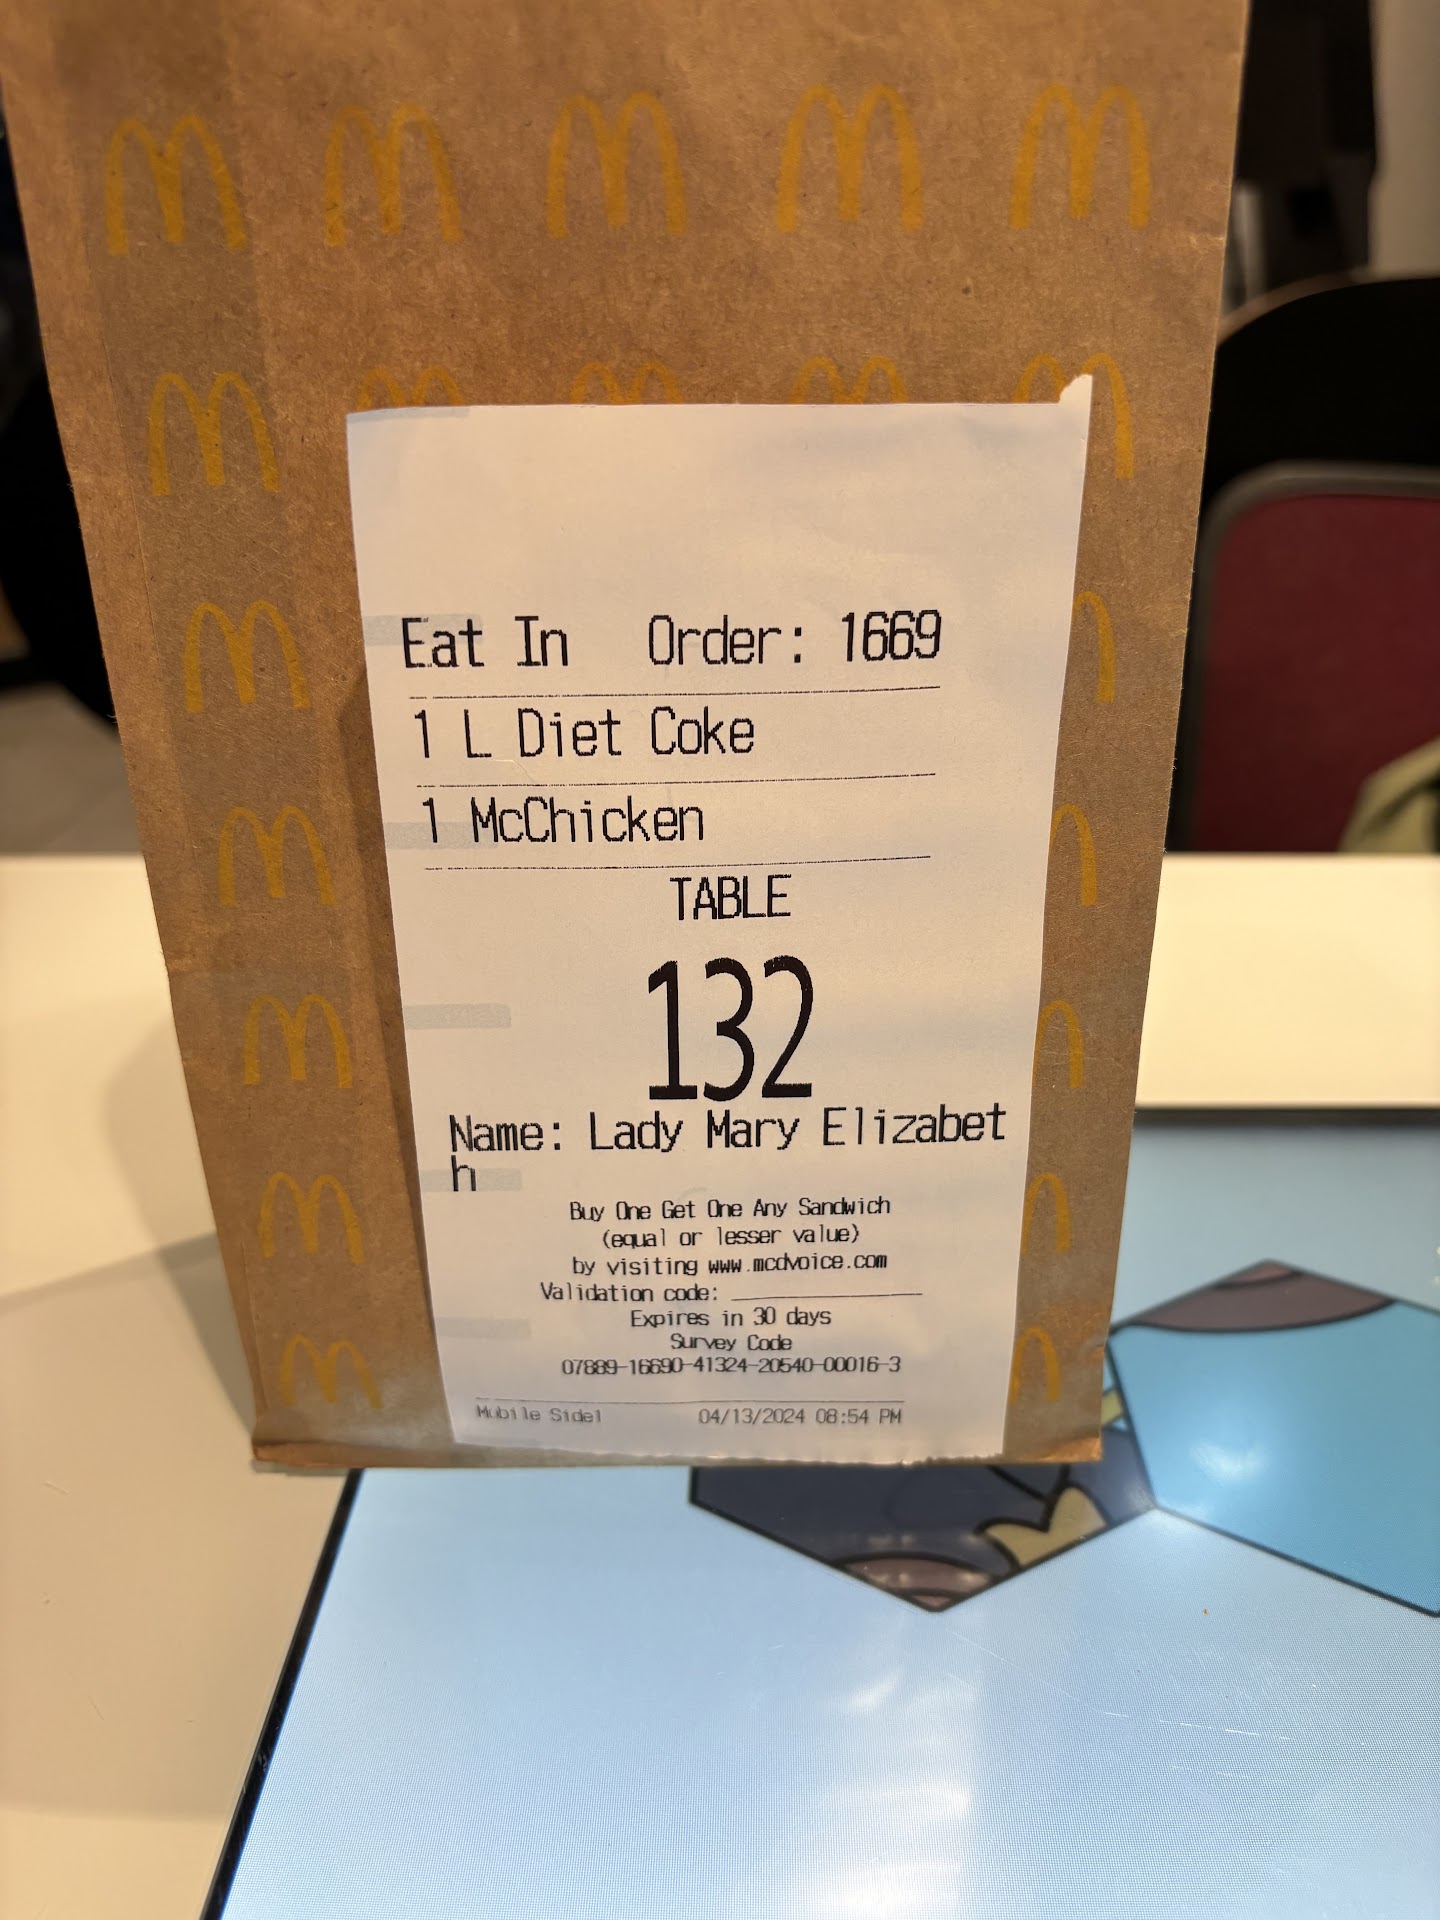 Eat In Order: 1669
1 L Diet Coke
1 McChicken
TABLE
132
Name: Lady Mary Elizabet
h
Buy One Get One Any Sandwich
(equal or lesser value)
by visiting www.mcdvoice.com
Validation code:
Expires in 30 days
Survey Code
07889-16690-41324-20540-00016-3
Mobile Side1 04/13/2024 08:54 PM